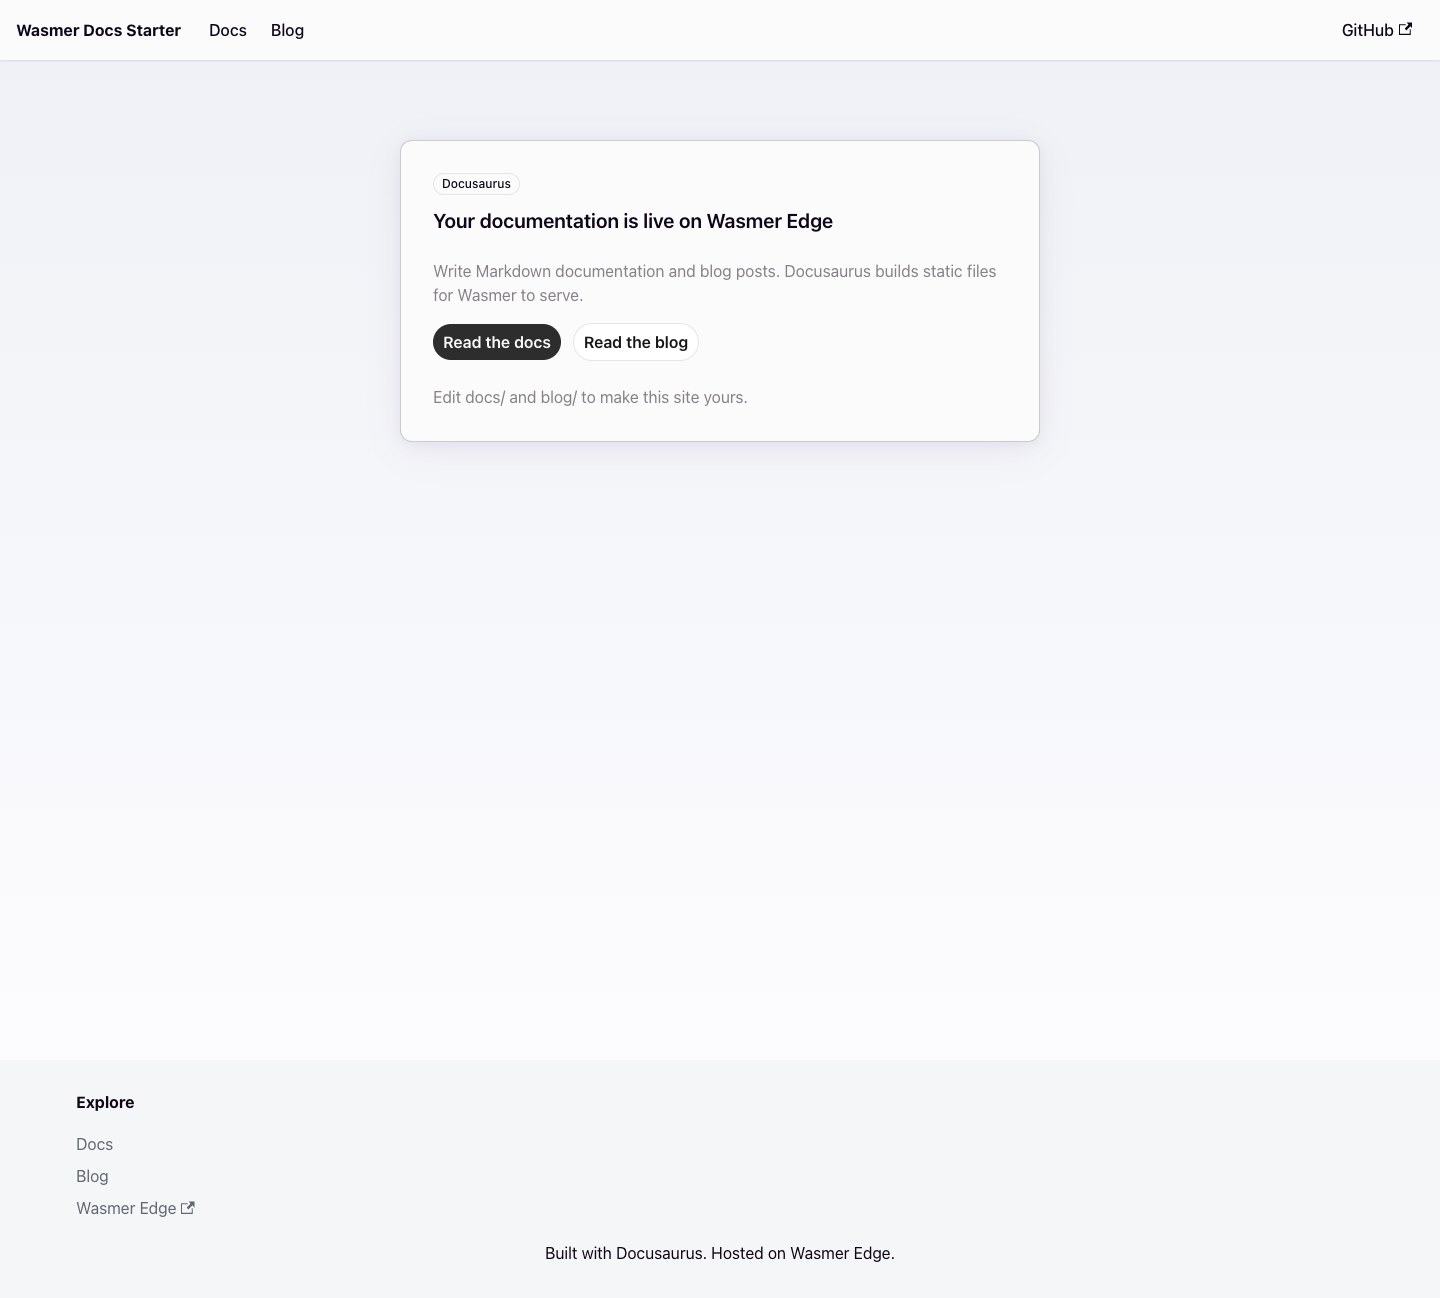 Wasmer Docs Starter Docs Blog GitHub
Docusaurus
Your documentation is live on Wasmer Edge
Write Markdown documentation and blog posts. Docusaurus builds static files
for Wasmer to serve.
Read the docs Read the blog
Edit docs/ and blog/ to make this site yours.
Explore
Docs
Blog
Wasmer Edge
Built with Docusaurus. Hosted on Wasmer Edge.